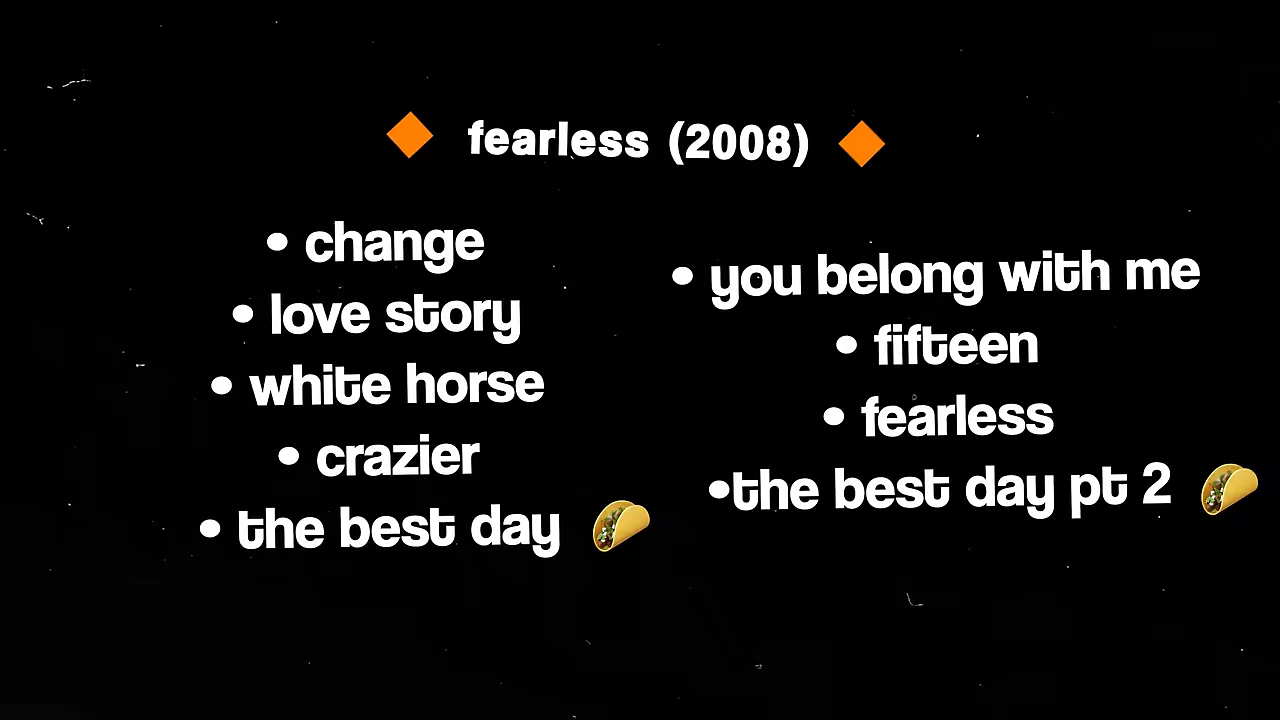 🔶 fearless (2008) 🔶
• change
• love story
• white horse
• crazier
• the best day 🌮
• you belong with me
• fifteen
• fearless
•the best day pt 2 🌮